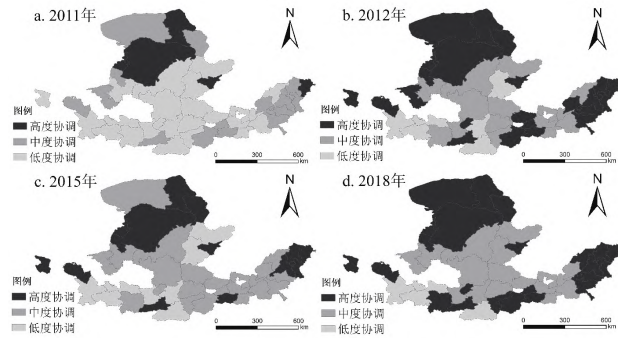 a. 2011年
N
图例
高度协调
中度协调
低度协调
0 300 600
km
b. 2012年
N
图例
高度协调
中度协调
低度协调
0 300 600
km
c. 2015年
N
图例
高度协调
中度协调
低度协调
0 300 600
km
d. 2018年
N
图例
高度协调
中度协调
低度协调
0 300 600
km